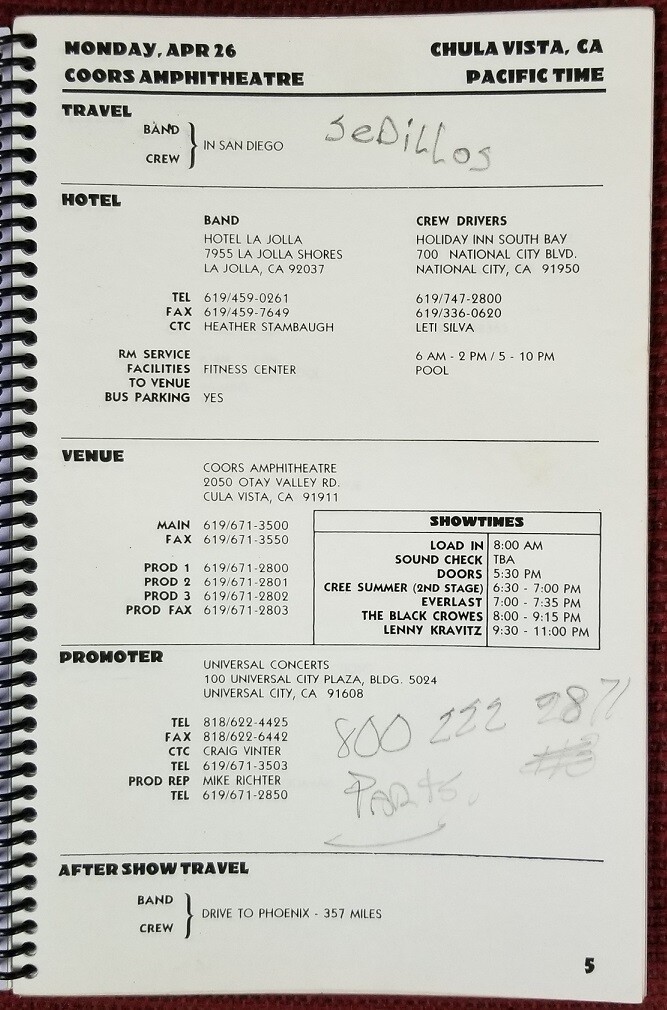 MONDAY, APR 26 CHULA VISTA, CA
COORS AMPHITHEATRE PACIFIC TIME
TRAVEL
BAND
CREW
IN SAN DIEGO
SeDiLLos
HOTEL
BAND CREW DRIVERS
HOTEL LA JOLLA HOLIDAY INN SOUTH BAY
7955 LA JOLLA SHORES 700 NATIONAL CITY BLVD.
LA JOLLA, CA 92037 NATIONAL CITY, CA 91950
TEL 619/459-0261 619/747-2800
FAX 619/459-7649 619/336-0620
CTC HEATHER STAMBAUGH LETI SILVA
RM SERVICE 6 AM - 2 PM / 5 - 10 PM
FACILITIES FITNESS CENTER POOL
TO VENUE
BUS PARKING YES
VENUE
COORS AMPHITHEATRE
2050 OTAY VALLEY RD.
CULA VISTA, CA 91911
MAIN 619/671-3500
FAX 619/671-3550
PROD 1 619/671-2800
PROD 2 619/671-2801
PROD 3 619/671-2802
PROD FAX 619/671-2803
SHOWTIMES
LOAD IN 8:00 AM
SOUND CHECK TBA
DOORS 5:30 PM
CREE SUMMER (2ND STAGE) 6:30 - 7:00 PM
EVERLAST 7:00 - 7:35 PM
THE BLACK CROWES 8:00 - 9:15 PM
LENNY KRAVITZ 9:30 - 11:00 PM
PROMOTER
UNIVERSAL CONCERTS
100 UNIVERSAL CITY PLAZA, BLDG. 5024
UNIVERSAL CITY, CA 91608
TEL 818/622-4425
FAX 818/622-6442
CTC CRAIG VINTER
TEL 619/671-3503
PROD REP MIKE RICHTER
TEL 619/671-2850
800 222 2871
PARts.
AFTER SHOW TRAVEL
BAND
CREW
DRIVE TO PHOENIX - 357 MILES
5